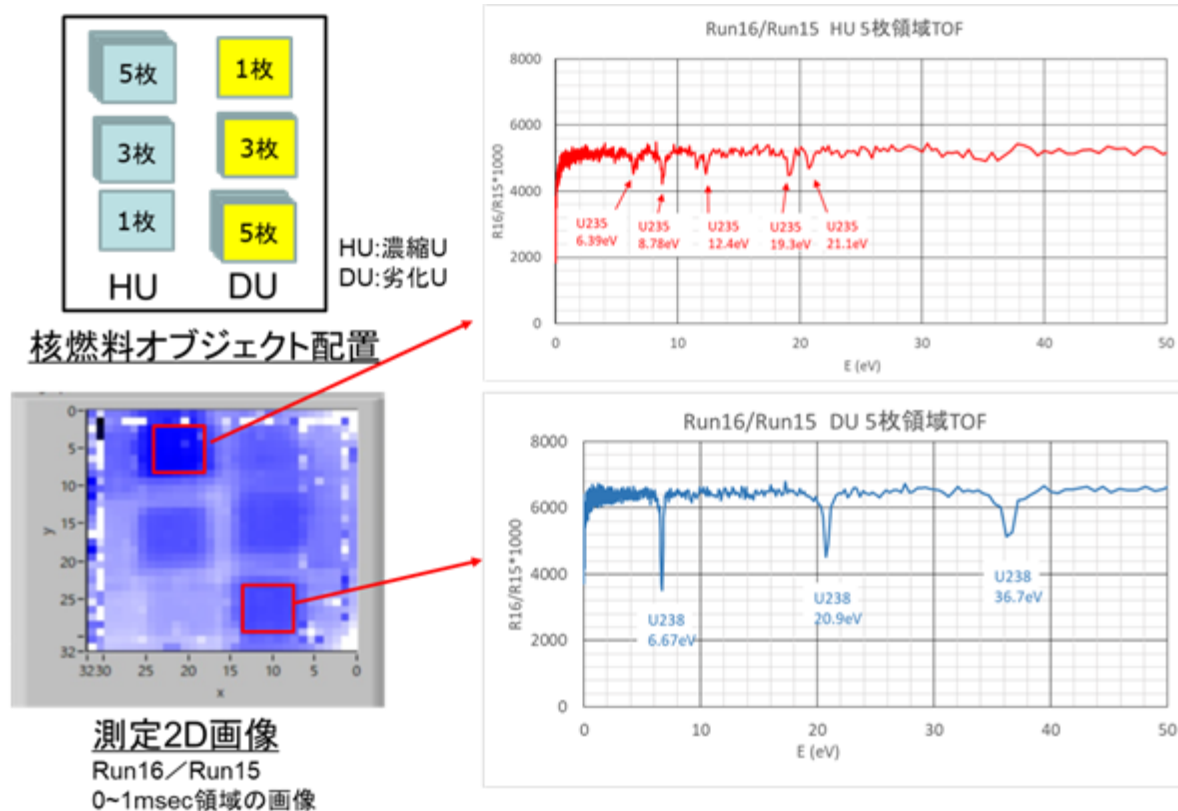 5枚
1枚
3枚
3枚
1枚
5枚
HU
DU
HU:濃縮U
DU:劣化U
核燃料オブジェクト配置
0
5
10
15
20
25
32
y
32 30 25 20 15 10 5 0
x
測定2D画像
Run16／Run15
0~1msec領域の画像
Run16/Run15 HU 5枚領域TOF
R16/R15*1000
8000
6000
4000
2000
0
U235
6.39eV
U235
8.78eV
U235
12.4eV
U235
19.3eV
U235
21.1eV
0 10 20 30 40 50
E (eV)
Run16/Run15 DU 5枚領域TOF
R16/R15*1000
8000
6000
4000
2000
0
U238
6.67eV
U238
20.9eV
U238
36.7eV
0 10 20 30 40 50
E (eV)